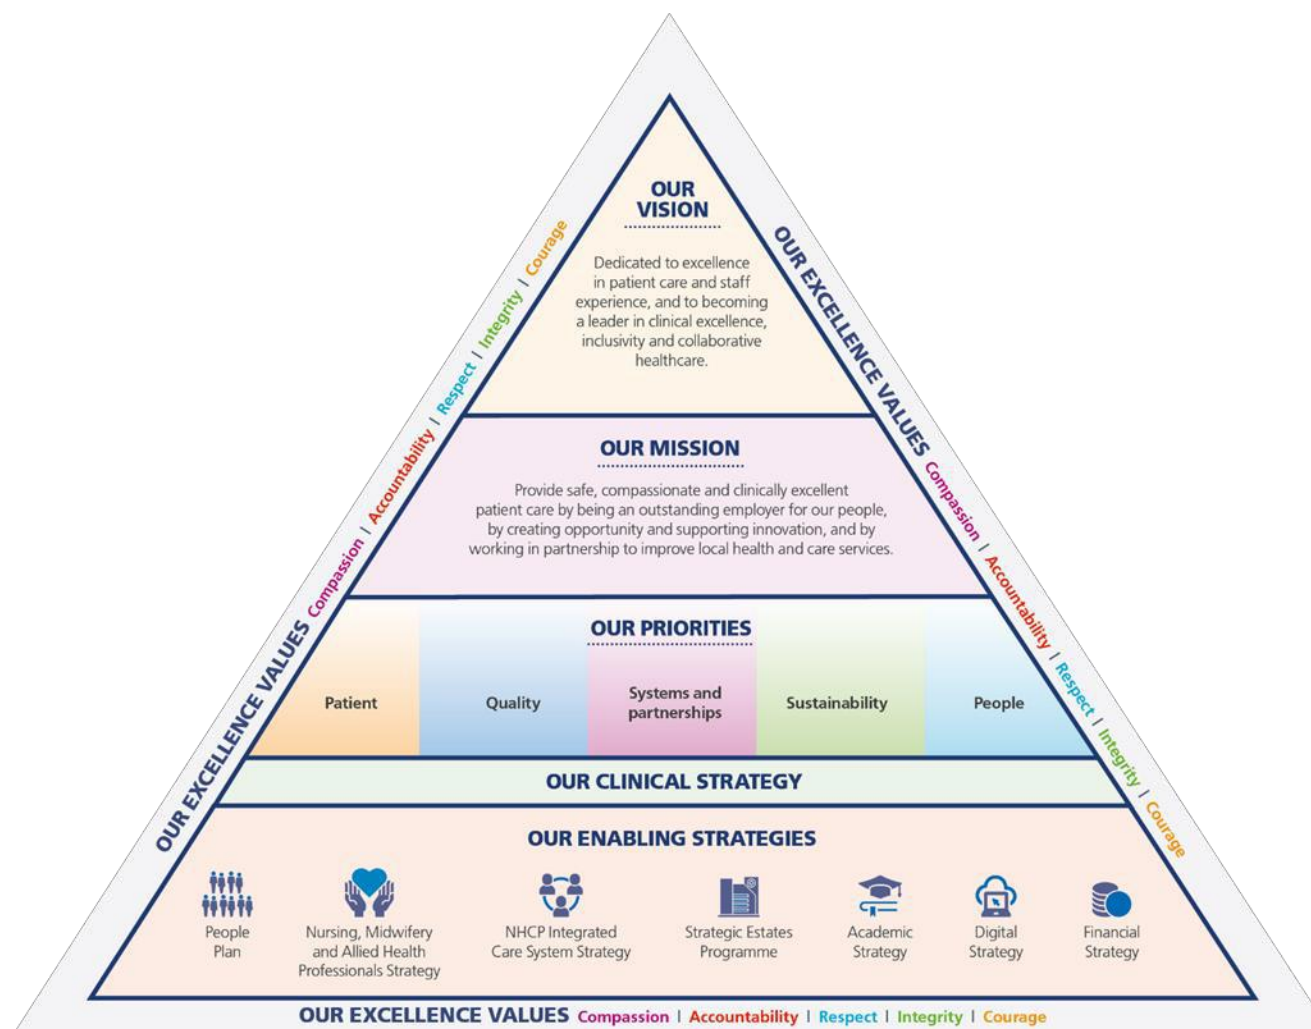 OUR
VISION
Dedicated to excellence
in patient care and staff
experience, and to becoming
a leader in clinical excellence,
inclusivity and collaborative
healthcare.
OUR MISSION
Provide safe, compassionate and clinically excellent
patient care by being an outstanding employer for our people,
by creating opportunity and supporting innovation, and by
working in partnership to improve local health and care services.
OUR PRIORITIES
Patient
Quality
Systems and
partnerships
Sustainability
People
OUR CLINICAL STRATEGY
OUR ENABLING STRATEGIES
People
Plan
Nursing, Midwifery
and Allied Health
Professionals Strategy
NHCP Integrated
Care System Strategy
Strategic Estates
Programme
Academic
Strategy
Digital
Strategy
Financial
Strategy
OUR EXCELLENCE VALUES Compassion | Accountability | Respect | Integrity | Courage
OUR EXCELLENCE VALUES Compassion | Accountability | Respect | Integrity | Courage
OUR EXCELLENCE VALUES Compassion | Accountability | Respect | Integrity | Courage